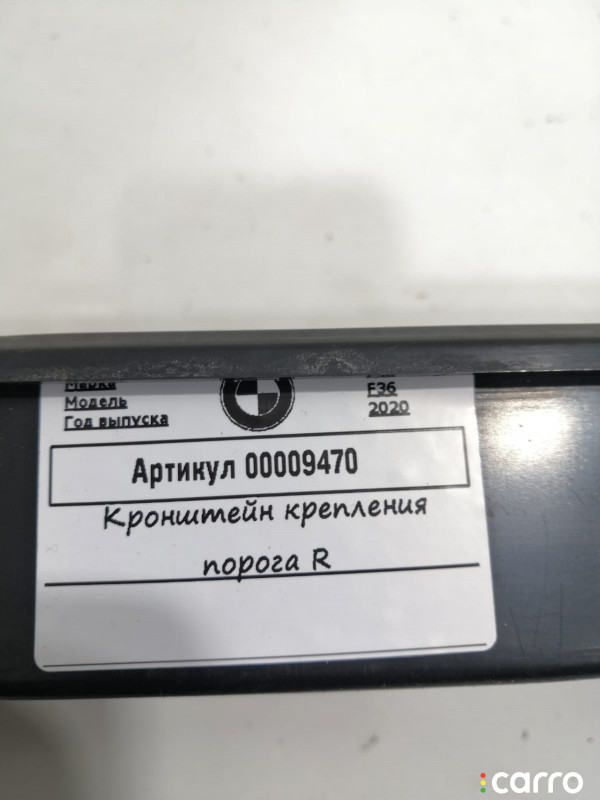 Марка
Модель F36
Год выпуска 2020
Артикул 00009470
Кронштейн крепления
порога R
carro